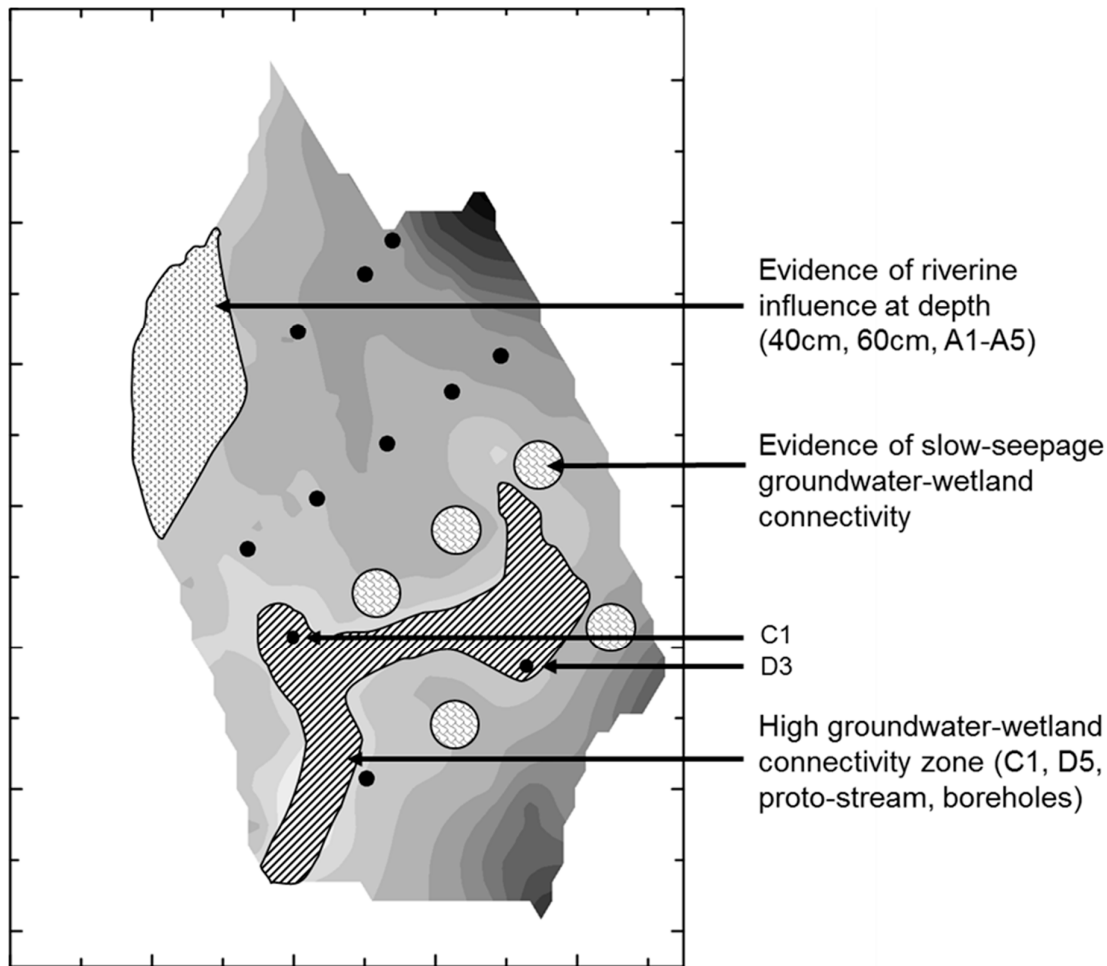 Evidence of riverine
influence at depth
(40cm, 60cm, A1-A5)
Evidence of slow-seepage
groundwater-wetland
connectivity
C1
D3
High groundwater-wetland
connectivity zone (C1, D5,
proto-stream, boreholes)